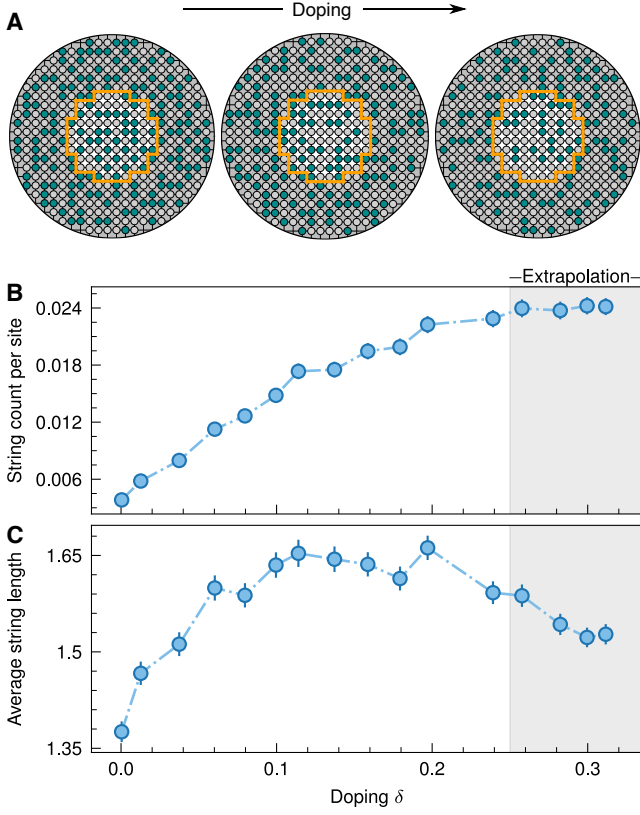 Doping
A
B
–Extrapolation–
String count per site
0.024
0.018
0.012
0.006
C
Average string length
1.65
1.5
1.35
0.0
0.1
0.2
0.3
Doping δ